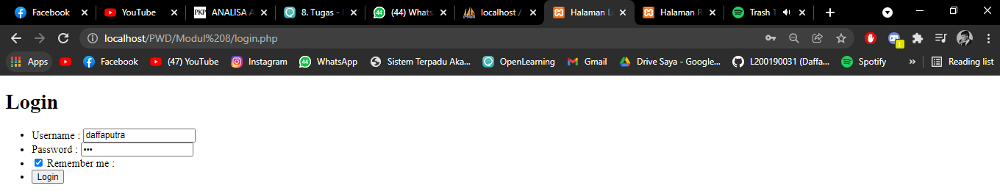 Facebook YouTube PKP ANALISA A 8. Tugas - (44) Whats localhost / Halaman L Halaman R Trash T
localhost/PWD/Modul%208/login.php
Apps Facebook (47) YouTube Instagram 44 WhatsApp Sistem Terpadu Aka... OpenLearning Gmail Drive Saya - Google... L200190031 (Daffa... Spotify » Reading list
Login
Username : daffaputra
Password : •••
Remember me :
Login